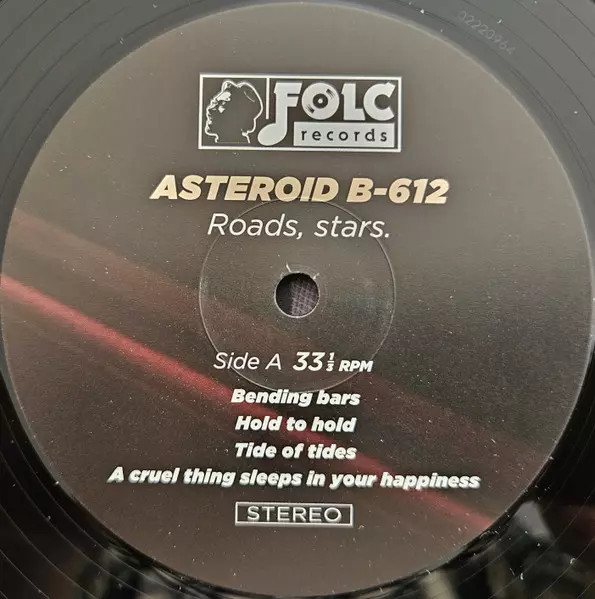 02220964
FOLC
records
ASTEROID B-612
Roads, stars.
Side A 33⅓ RPM
Bending bars
Hold to hold
Tide of tides
A cruel thing sleeps in your happiness
STEREO